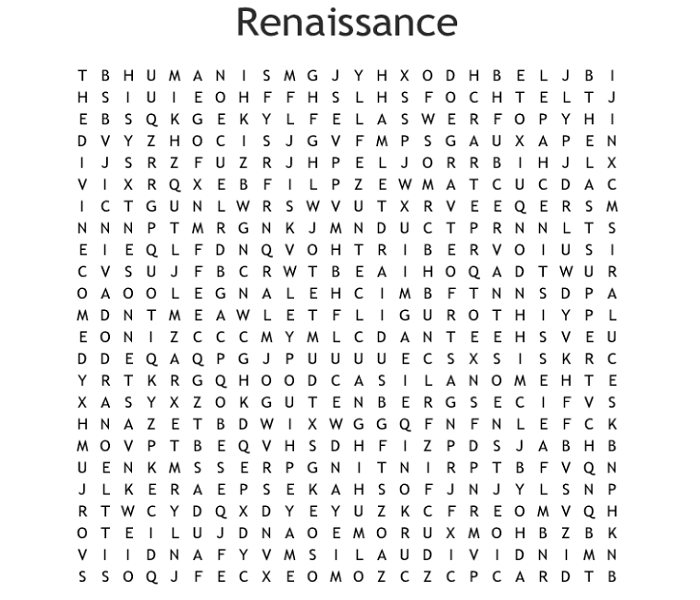 Renaissance
T B H U M A N I S M G J Y H X O D H B E L J B I
H S I U I E O H F F H S L H S F O C H T E L T J
E B S Q K G E K Y L F E L A S W E R F O P Y H I
D V Y Z H O C I S J G V F M P S G A U X A P E N
I J S R Z F U Z R J H P E L J O R R B I H J L X
V I X R Q X E B F I L P Z E W M A T C U C D A C
I C T G U N L W R S W V U T X R V E E Q E R S M
N N N P T M R G N K J M N D U C T P R N N L T S
E I E Q L F D N Q V O H T R I B E R V O I U S I
C V S U J F B C R W T B E A I H O Q A D T W U R
O A O O L E G N A L E H C I M B F T N N S D P A
M D N T M E A W L E T F L I G U R O T H I Y P L
E O N I Z C C C M Y M L C D A N T E E H S V E U
D D E Q A Q P G J P U U U U E C S X S I S K R C
Y R T K R G Q H O O D C A S I L A N O M E H T E
X A S Y X Z O K G U T E N B E R G S E C I F V S
H N A Z E T B D W I X W G G Q F N F N L E F C K
M O V P T B E Q V H S D H F I Z P D S J A B H B
U E N K M S S E R P G N I T N I R P T B F V Q N
J L K E R A E P S E K A H S O F J N J Y L S N P
R T W C Y D Q X D Y E Y U Z K C F R E O M V Q H
O T E I L U J D N A O E M O R U X M O H B Z B K
V I I D N A F Y V M S I L A U D I V I D N I M N
S S O Q J F E C X E O M O Z C Z C P C A R D T B